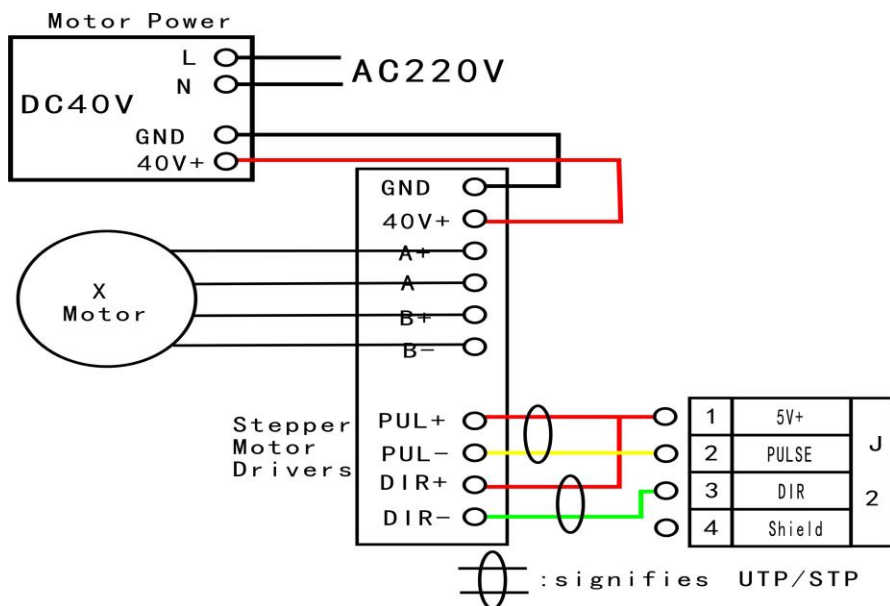 Motor Power
L
N
AC220V
DC40V
GND
40V+
GND
40V+
A+
A
B+
B-
X
Motor
Stepper
Motor
Drivers
PUL+
PUL-
DIR+
DIR-
1 5V+
2 PULSE
3 DIR
4 Shield
J
2
:signifies UTP/STP